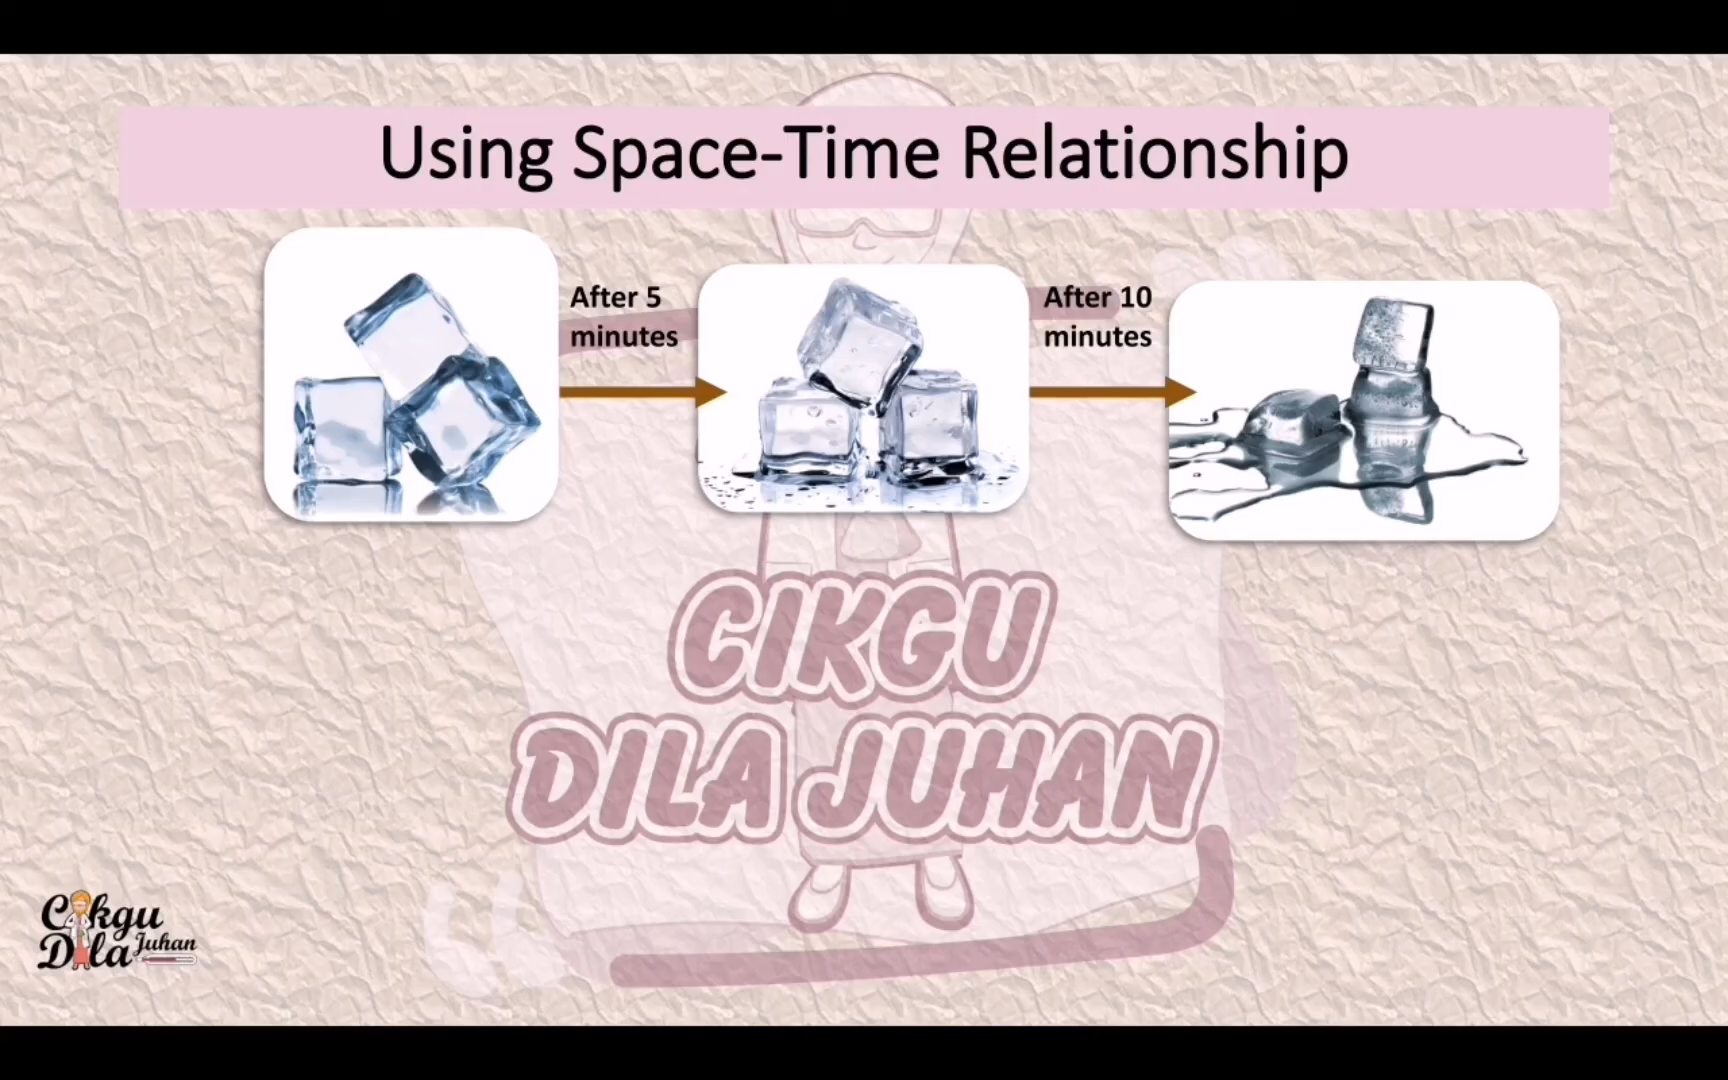 Using Space-Time Relationship
After 5
minutes
After 10
minutes
CIKGU
DILA JUHAN
Cikgu
Dila Juhan